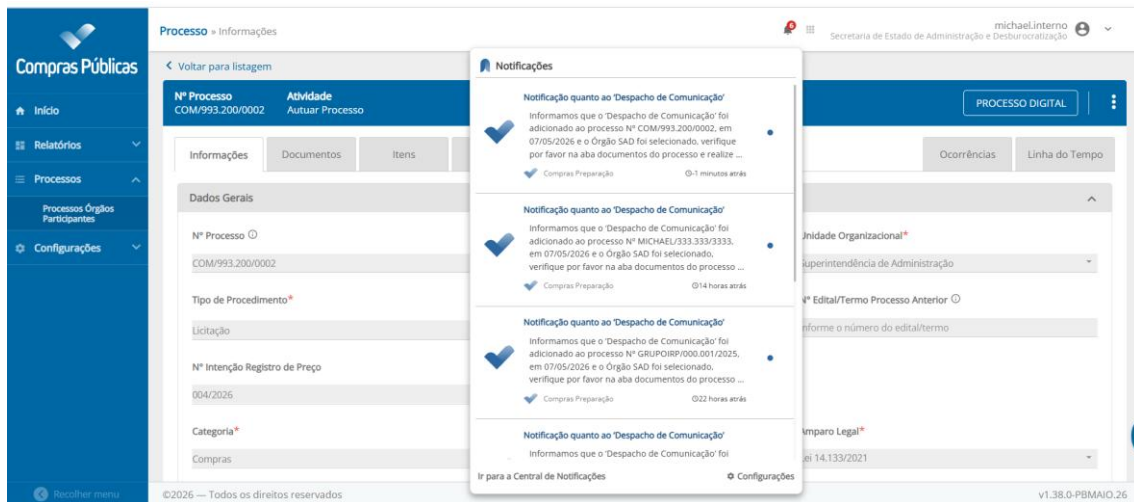 Compras Públicas
Início
Relatórios
Processos
Processos Órgãos
Participantes
Configurações
Recolher menu
Processo » Informações
6
michael.interno
Secretaria de Estado de Administração e Desburocratização
Voltar para listagem
Nº Processo
COM/993.200/0002
Atividade
Autuar Processo
PROCESSO DIGITAL
Informações
Documentos
Itens
Ocorrências
Linha do Tempo
Dados Gerais
Nº Processo
COM/993.200/0002
Unidade Organizacional*
Superintendência de Administração
Tipo de Procedimento*
Licitação
Nº Edital/Termo Processo Anterior
Informe o número do edital/termo
Nº Intenção Registro de Preço
004/2026
Categoria*
Compras
Amparo Legal*
Lei 14.133/2021
Notificações
Notificação quanto ao 'Despacho de Comunicação'
Informamos que o 'Despacho de Comunicação' foi
adicionado ao processo Nº COM/993.200/0002, em
07/05/2026 e o Órgão SAD foi selecionado, verifique
por favor na aba documentos do processo e realize ...
Compras Preparação
-1 minutos atrás
Notificação quanto ao 'Despacho de Comunicação'
Informamos que o 'Despacho de Comunicação' foi
adicionado ao processo Nº MICHAEL/333.333/3333,
em 07/05/2026 e o Órgão SAD foi selecionado,
verifique por favor na aba documentos do processo ...
Compras Preparação
14 horas atrás
Notificação quanto ao 'Despacho de Comunicação'
Informamos que o 'Despacho de Comunicação' foi
adicionado ao processo Nº GRUPOIRP/000.001/2025,
em 07/05/2026 e o Órgão SAD foi selecionado,
verifique por favor na aba documentos do processo ...
Compras Preparação
22 horas atrás
Notificação quanto ao 'Despacho de Comunicação'
Informamos que o 'Despacho de Comunicação' foi
Ir para a Central de Notificações
Configurações
©2026 — Todos os direitos reservados
v1.38.0-PBMAIO.26